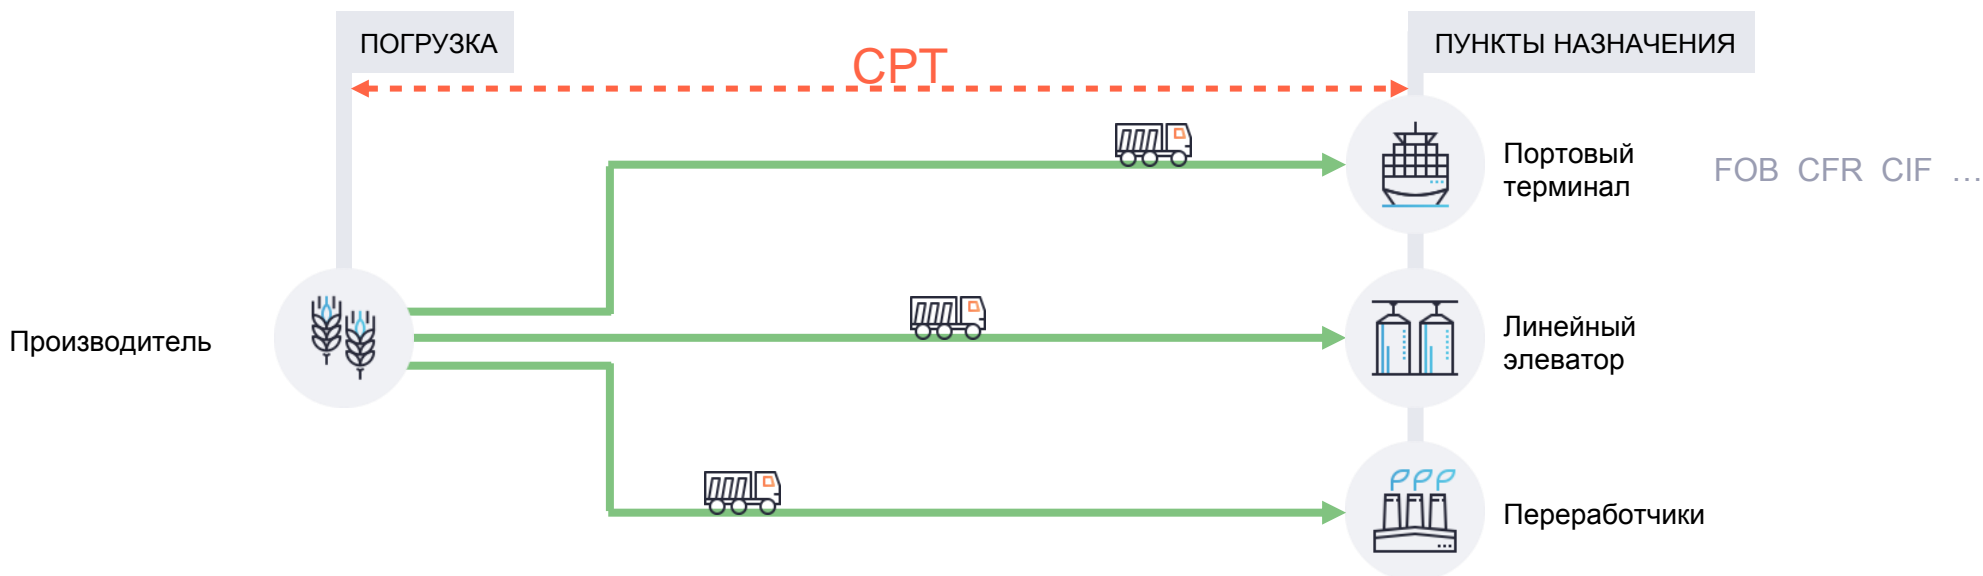 ПОГРУЗКА
ПУНКТЫ НАЗНАЧЕНИЯ
CPT
Портовый
терминал
FOB CFR CIF ...
Производитель
Линейный
элеватор
Переработчики